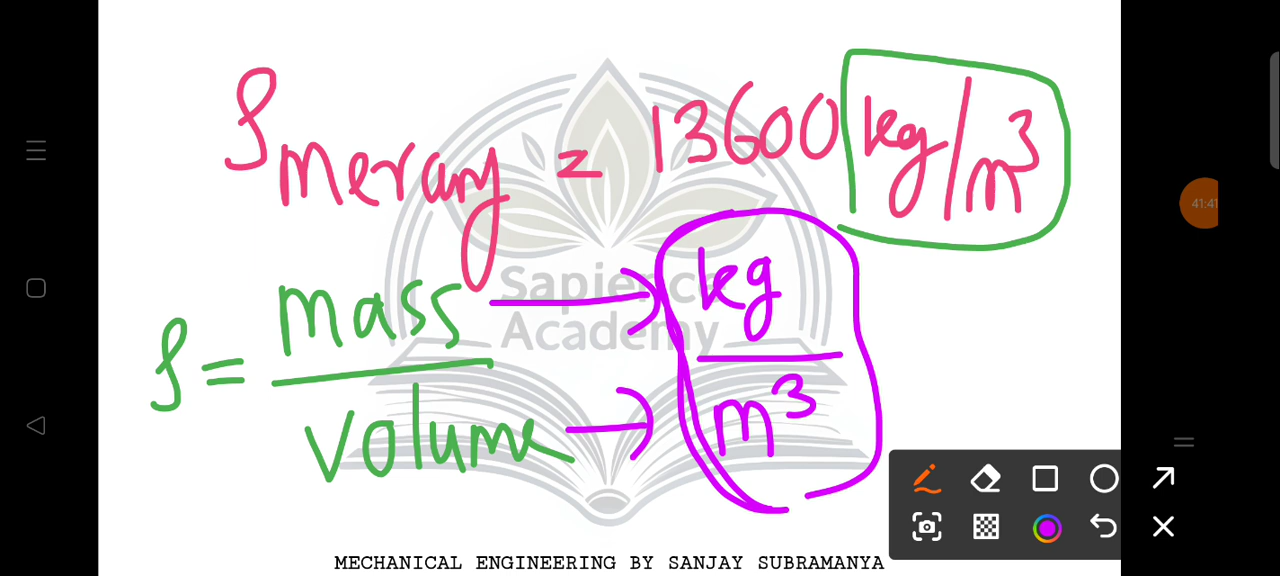 ρmercury = 13600 kg/m³
ρ = mass/volume → kg/m³
Sapience
Academy
MECHANICAL ENGINEERING BY SANJAY SUBRAMANYA
41:41